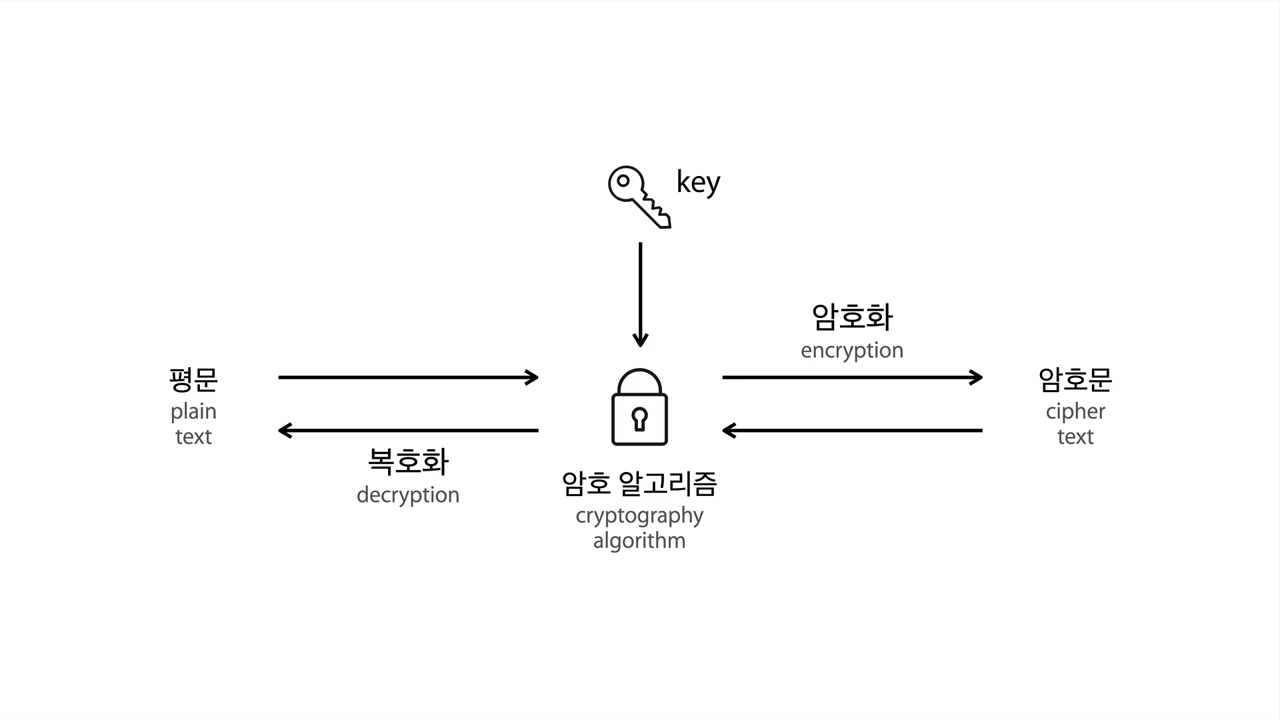 key
암호화
encryption
평문
plain
text
암호문
cipher
text
복호화
decryption
암호 알고리즘
cryptography
algorithm